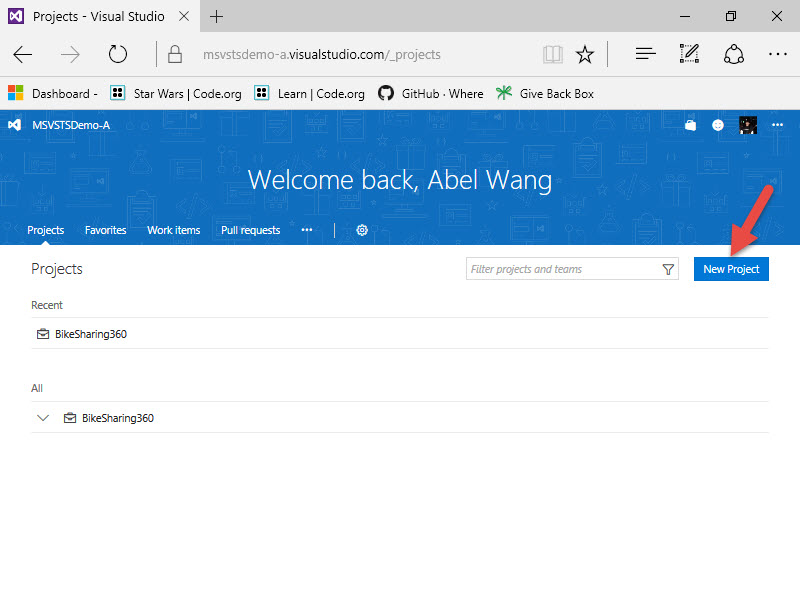 Projects - Visual Studio
msvstsdemo-a.visualstudio.com/_projects
Dashboard - Star Wars | Code.org Learn | Code.org GitHub · Where Give Back Box
MSVSTSDemo-A
Welcome back, Abel Wang
Projects Favorites Work items Pull requests
Projects
Filter projects and teams
New Project
Recent
BikeSharing360
All
BikeSharing360